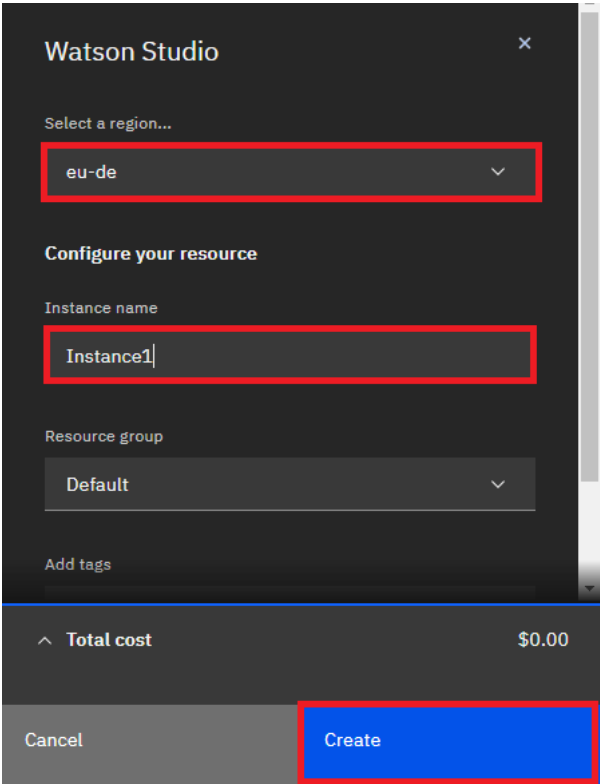 Watson Studio
Select a region...
eu-de
Configure your resource
Instance name
Instance1
Resource group
Default
Add tags
Total cost $0.00
Cancel Create